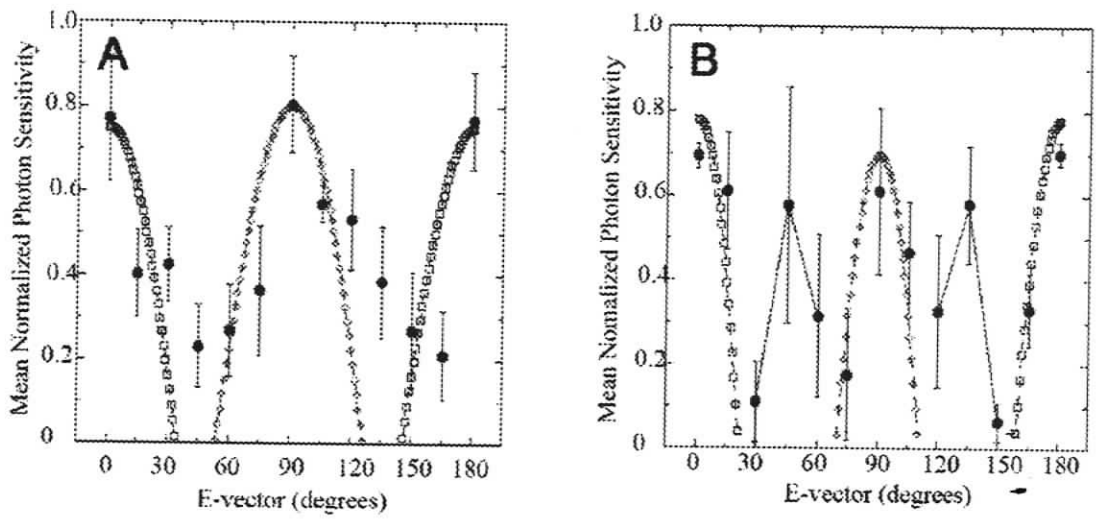 A
Mean Normalized Photon Sensitivity
1.0
0.8
0.6
0.4
0.2
0
0 30 60 90 120 150 180
E-vector (degrees)
B
Mean Nomalized Photon Sensitivity
1.0
0.8
0.6
0.4
0.2
0
0 30 60 90 120 150 180
E-vector (degrees)